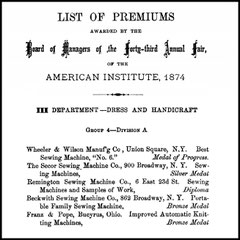 LIST OF PREMIUMS
AWARDED BY THE
Board of Managers of the Forty-third Annual Fair,
OF THE
AMERICAN INSTITUTE, 1874
III DEPARTMENT—DRESS AND HANDICRAFT
Group 4—Division A
Wheeler & Wilson Manuf'g Co., Union Square, N.Y. Best
Sewing Machine, "No. 6." Medal of Progress.
The Secor Sewing Machine Co., 900 Broadway, N.Y. Sew-
ing Machines, Silver Medal
Remington Sewing Machine Co., 6 East 23d St. Sewing
Machines and Samples of Work, Diploma
Beckwith Sewing Machine Co., 862 Broadway, N.Y. Porta-
ble Family Sewing Machine, Bronze Medal
Franz & Pope, Bucyrus, Ohio. Improved Automatic Knit-
ting Machines, Bronze Medal